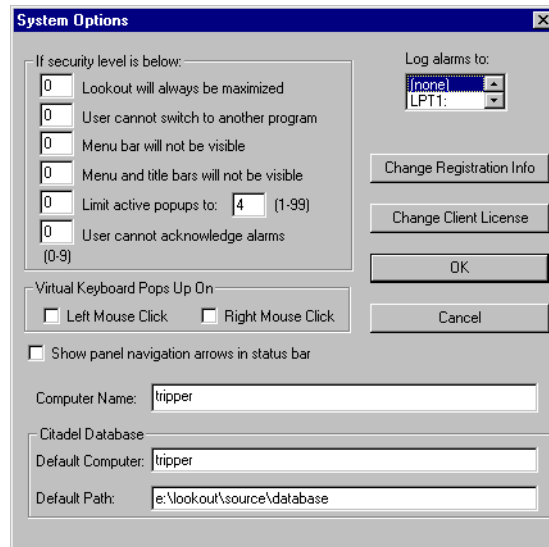 System Options
If security level is below:
0 Lookout will always be maximized
0 User cannot switch to another program
0 Menu bar will not be visible
0 Menu and title bars will not be visible
0 Limit active popups to: 4 (1-99)
0 User cannot acknowledge alarms
(0-9)
Log alarms to:
(none)
LPT1:
Change Registration Info
Change Client License
OK
Cancel
Virtual Keyboard Pops Up On
Left Mouse Click Right Mouse Click
Show panel navigation arrows in status bar
Computer Name: tripper
Citadel Database
Default Computer: tripper
Default Path: e:\lookout\source\database